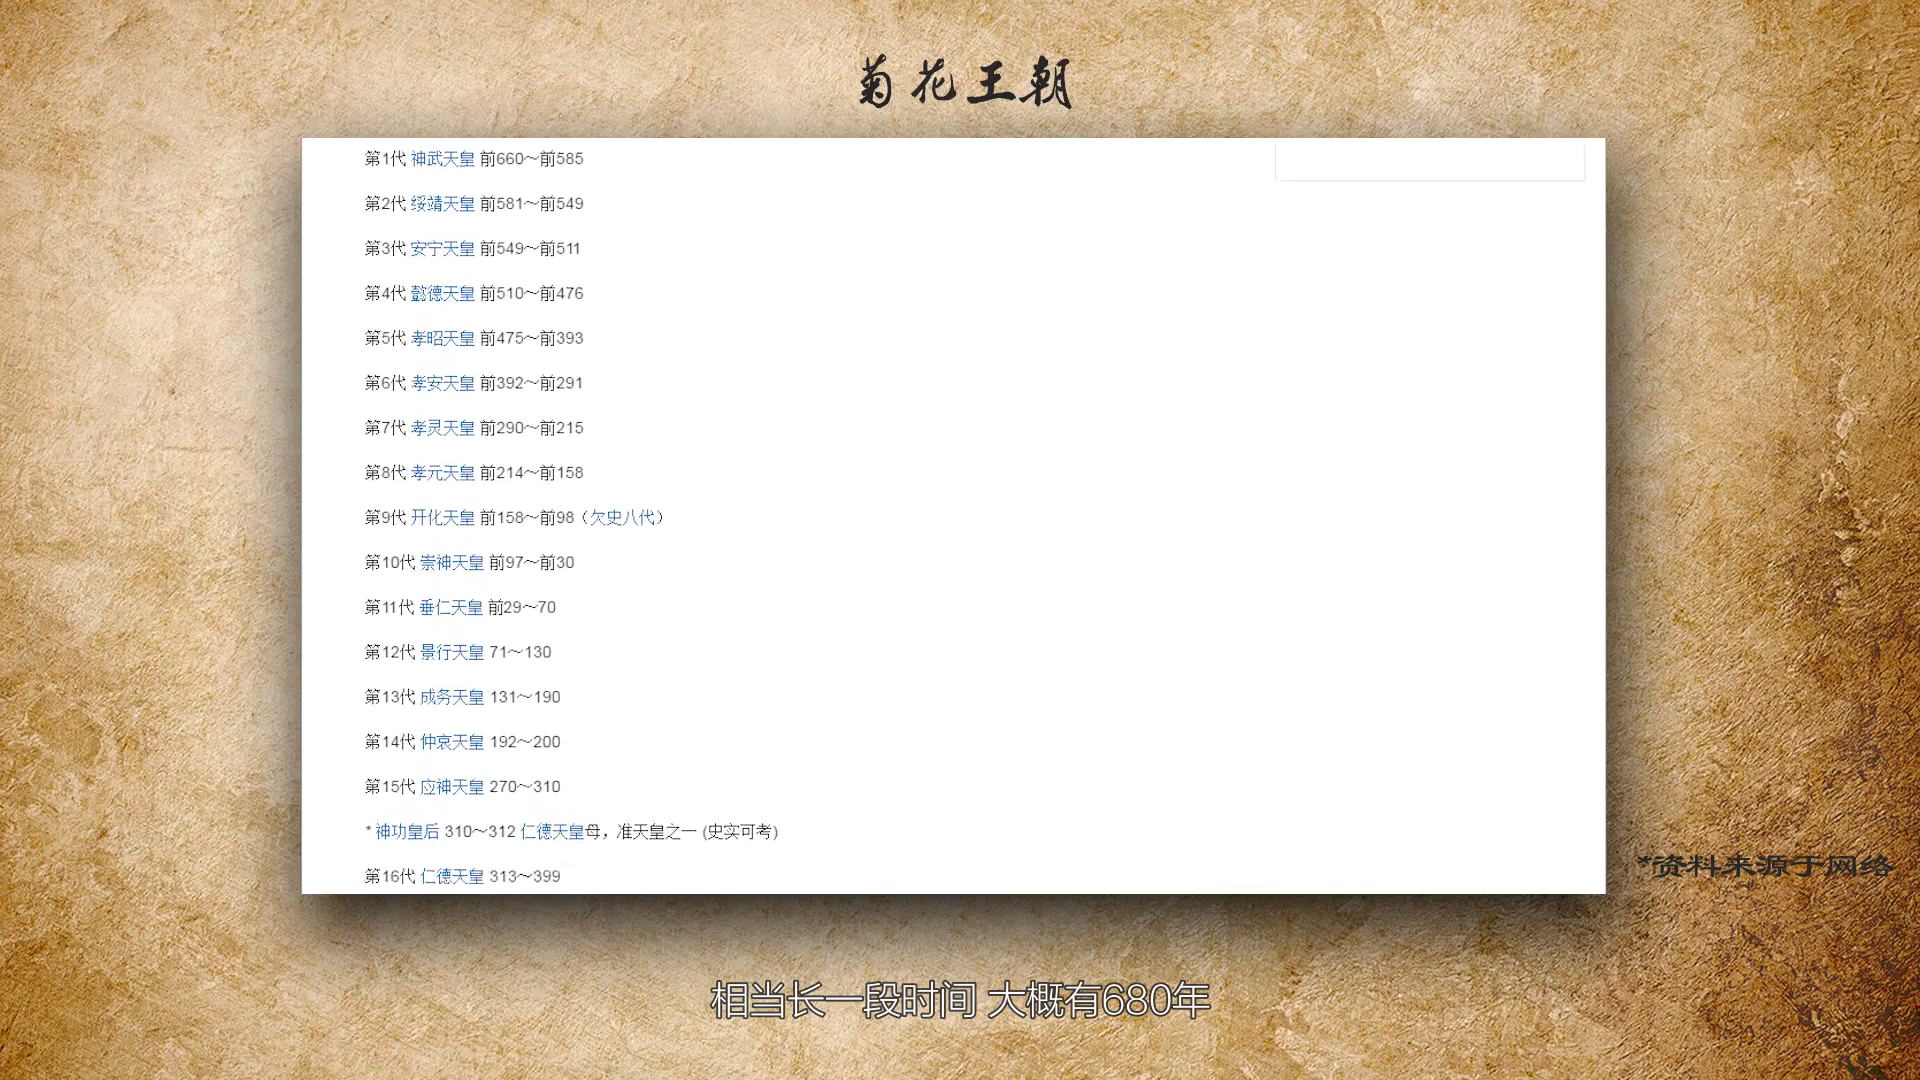 菊花王朝
第1代 神武天皇 前660～前585
第2代 绥靖天皇 前581～前549
第3代 安宁天皇 前549～前511
第4代 懿德天皇 前510～前476
第5代 孝昭天皇 前475～前393
第6代 孝安天皇 前392～前291
第7代 孝灵天皇 前290～前215
第8代 孝元天皇 前214～前158
第9代 开化天皇 前158～前98（欠史八代）
第10代 崇神天皇 前97～前30
第11代 垂仁天皇 前29～70
第12代 景行天皇 71～130
第13代 成务天皇 131～190
第14代 仲哀天皇 192～200
第15代 应神天皇 270～310
* 神功皇后 310～312 仁德天皇母，准天皇之一 (史实可考)
第16代 仁德天皇 313～399
*资料来源于网络
相当长一段时间 大概有680年